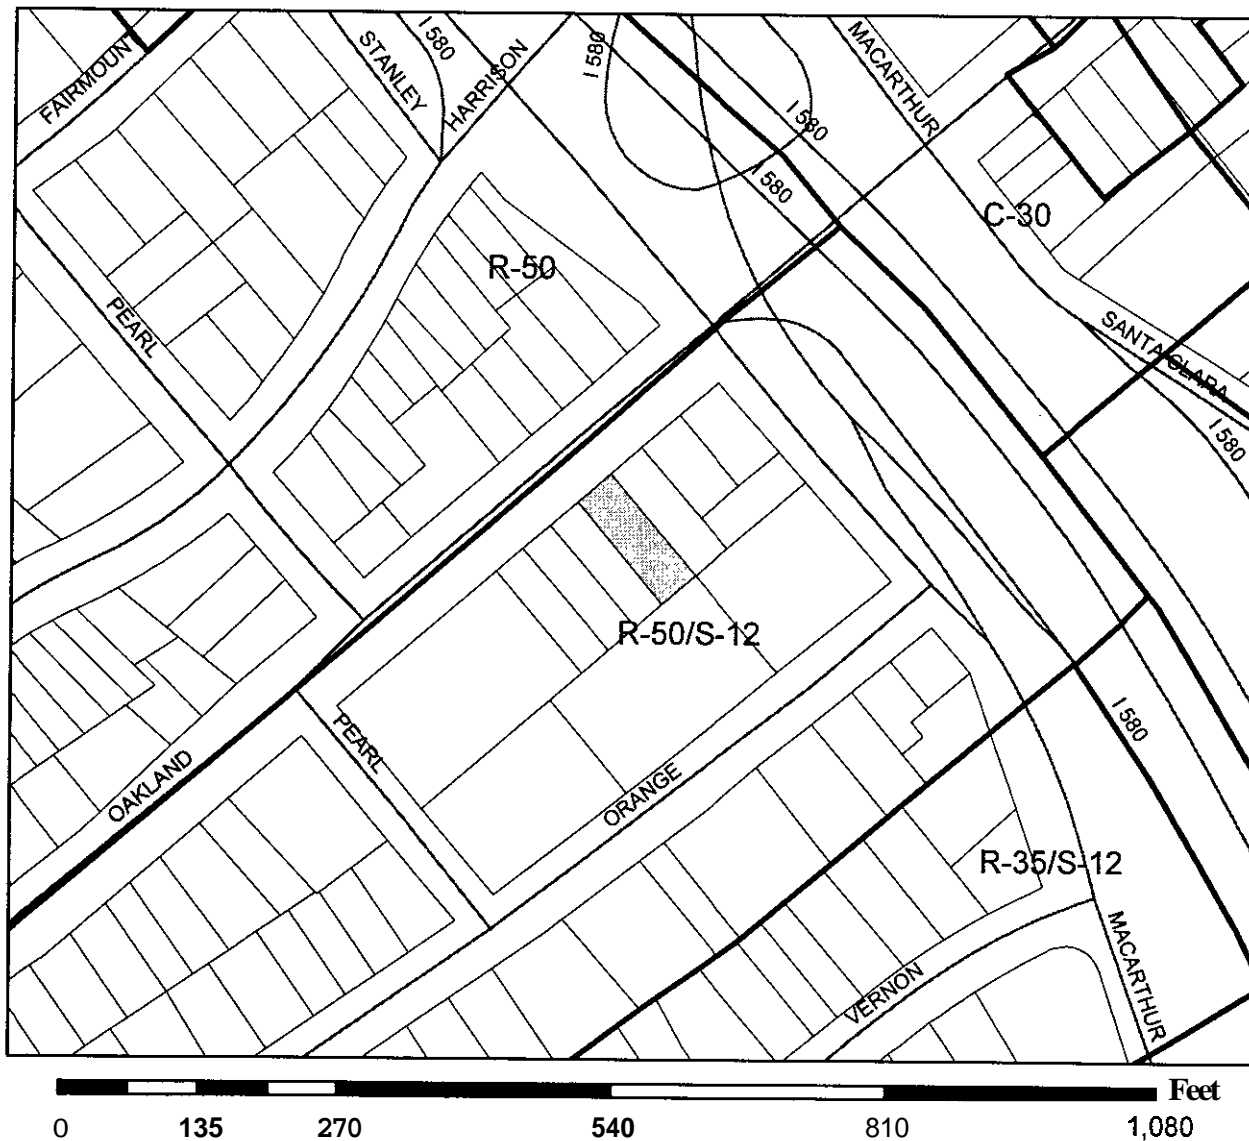 FAIRMOUN
STANLEY
I 580
HARRISON
I 580
MACARTHUR
I 580
I 580
C-30
R-50
PEARL
SANTA CLARA
I 580
R-50/S-12
PEARL
I 580
OAKLAND
ORANGE
R-35/S-12
MACARTHUR
VERNON
Feet
0 135 270 540 810 1,080